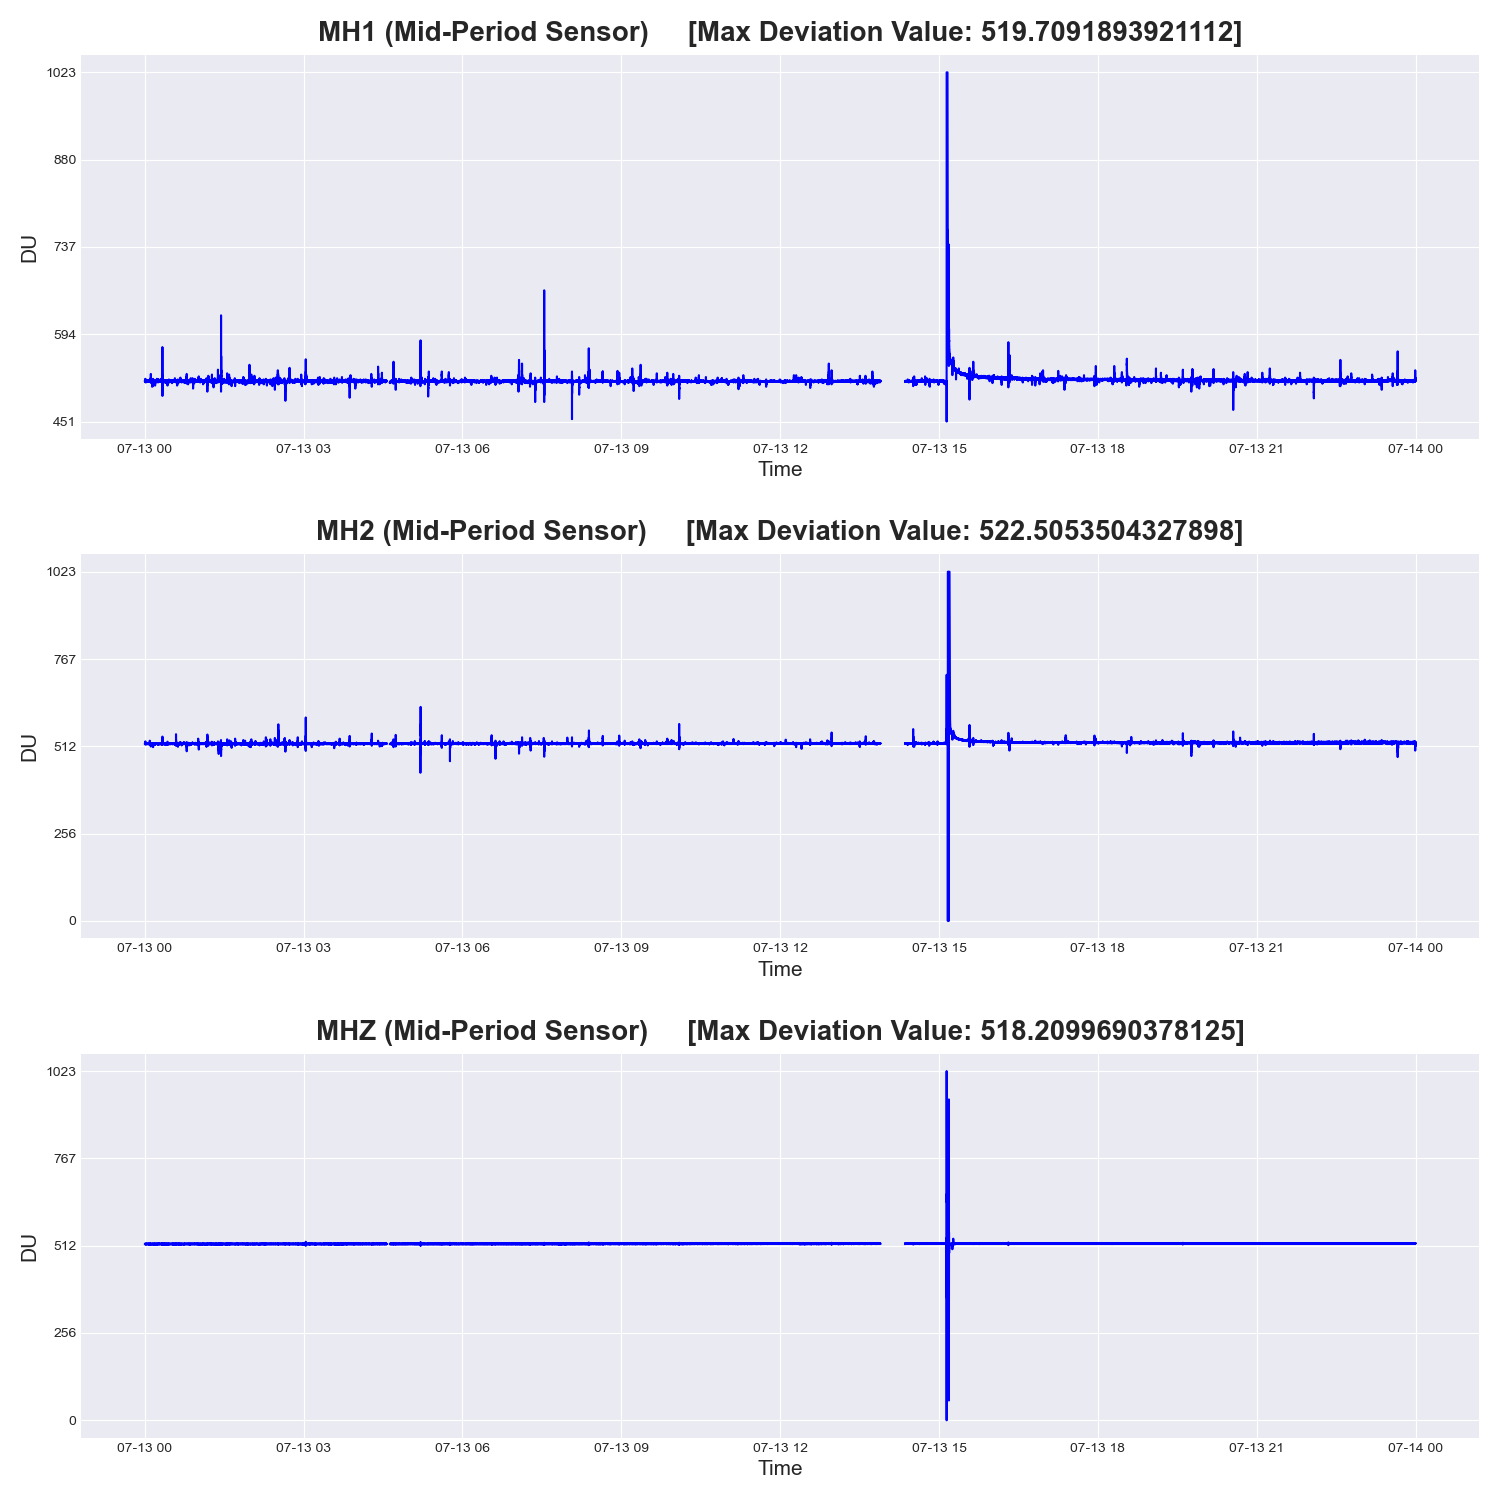 MH1 (Mid-Period Sensor) [Max Deviation Value: 519.7091893921112]
1023
880
737
594
451
DU
07-13 00 07-13 03 07-13 06 07-13 09 07-13 12 07-13 15 07-13 18 07-13 21 07-14 00
Time
MH2 (Mid-Period Sensor) [Max Deviation Value: 522.5053504327898]
1023
767
512
256
0
DU
07-13 00 07-13 03 07-13 06 07-13 09 07-13 12 07-13 15 07-13 18 07-13 21 07-14 00
Time
MHZ (Mid-Period Sensor) [Max Deviation Value: 518.2099690378125]
1023
767
512
256
0
DU
07-13 00 07-13 03 07-13 06 07-13 09 07-13 12 07-13 15 07-13 18 07-13 21 07-14 00
Time